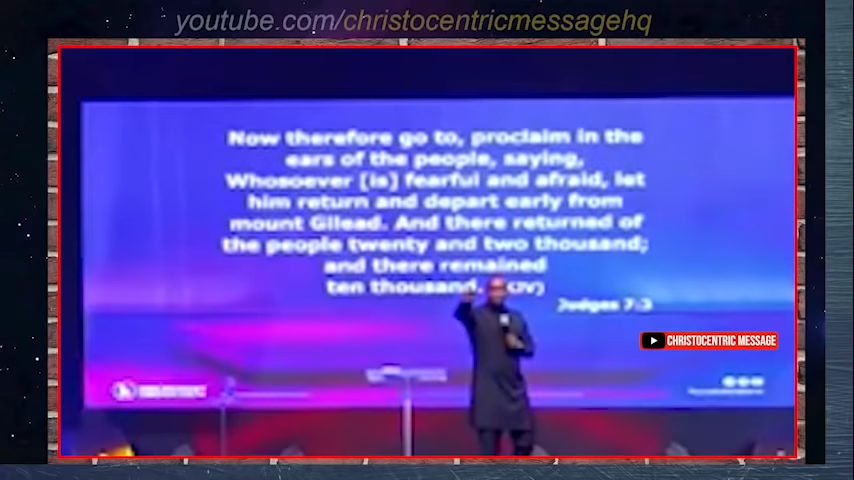 youtube.com/christocentricmessagehq
Now therefore go to, proclaim in the
ears of the people, saying,
Whosoever [is] fearful and afraid, let
him return and depart early from
mount Gilead. And there returned of
the people twenty and two thousand;
and there remained
ten thousand. KJV)
Judges 7:3
CHRISTOCENTRIC MESSAGE